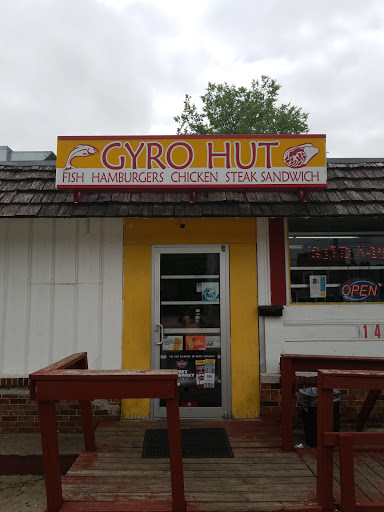 GYRO HUT
FISH HAMBURGERS CHICKEN STEAK SANDWICH
OPEN
14